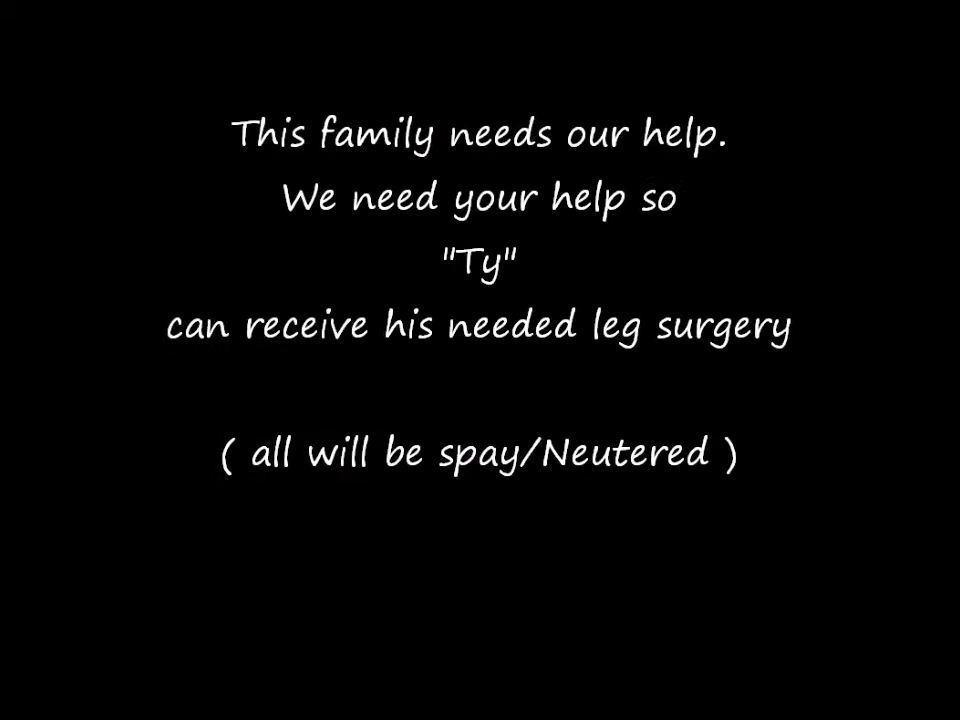 This family needs our help.
We need your help so
"Ty"
can receive his needed leg surgery
( all will be spay/Neutered )